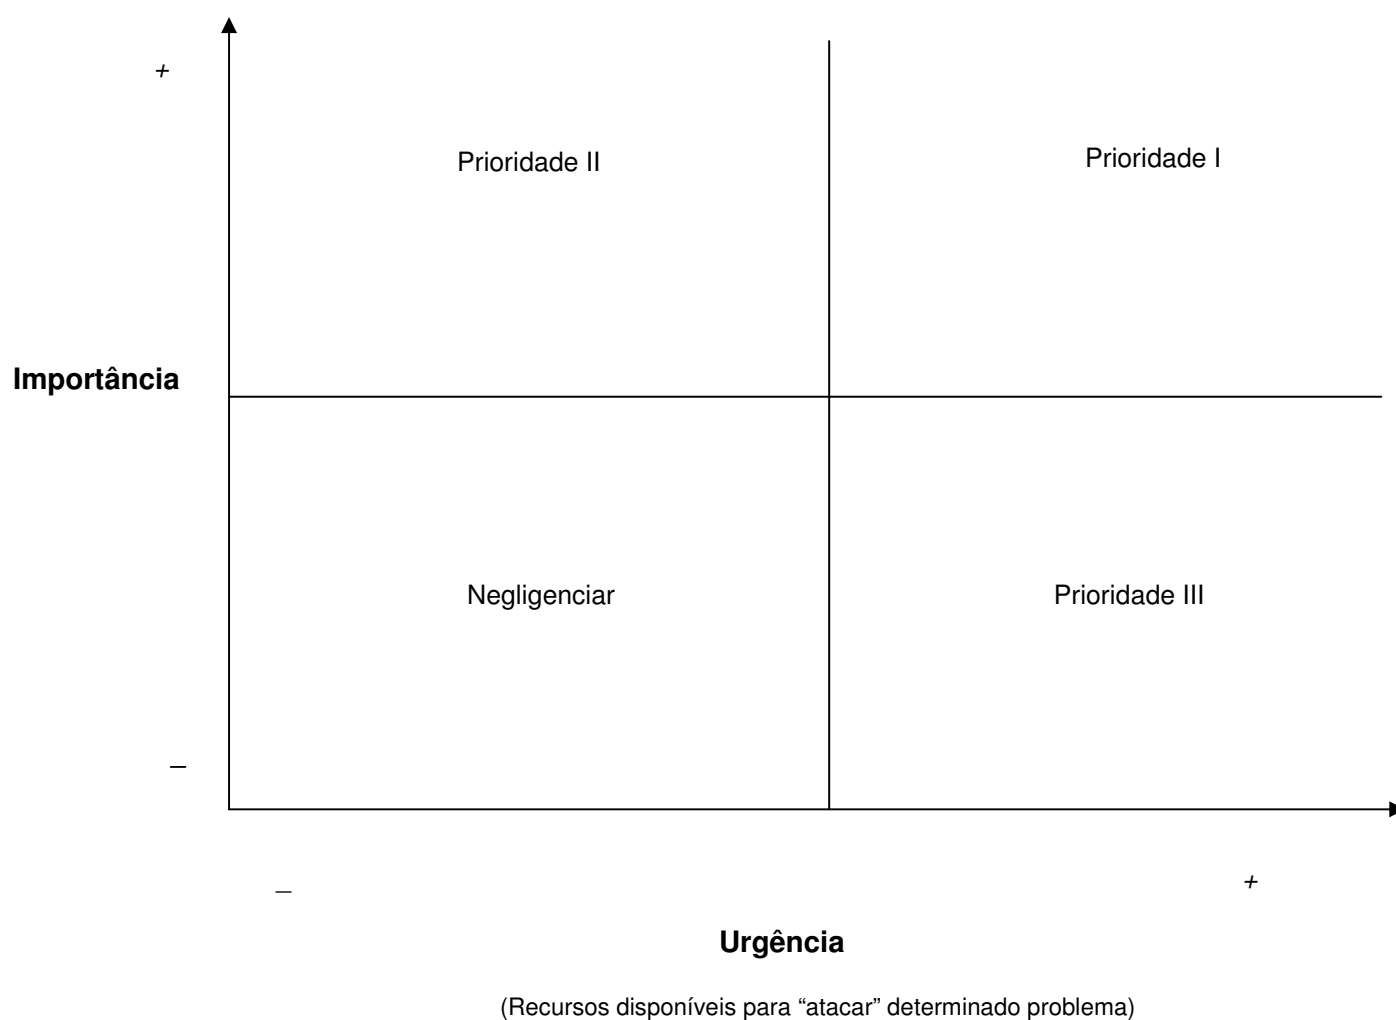 +
Prioridade II
Prioridade I
Importância
Negligenciar
Prioridade III
–
–
+
Urgência
(Recursos disponíveis para “atacar” determinado problema)